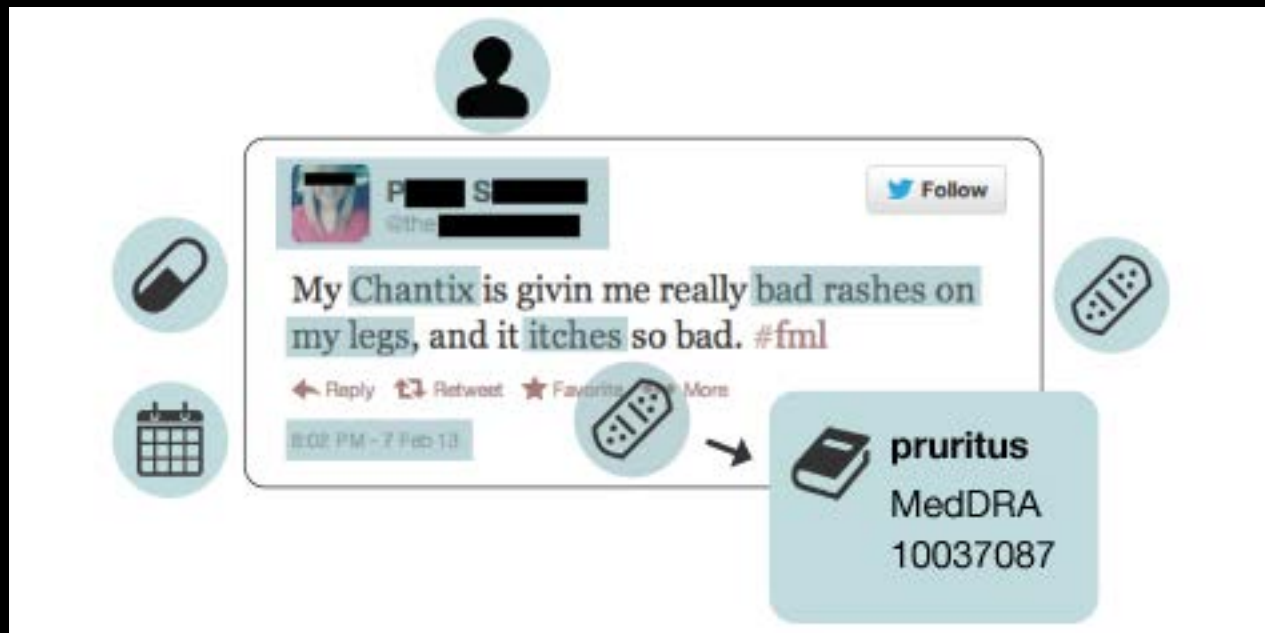 P S
@the
Follow
My Chantix is givin me really bad rashes on
my legs, and it itches so bad. #fml
Reply Retweet Favorite More
8:02 PM - 7 Feb 13
pruritus
MedDRA
10037087